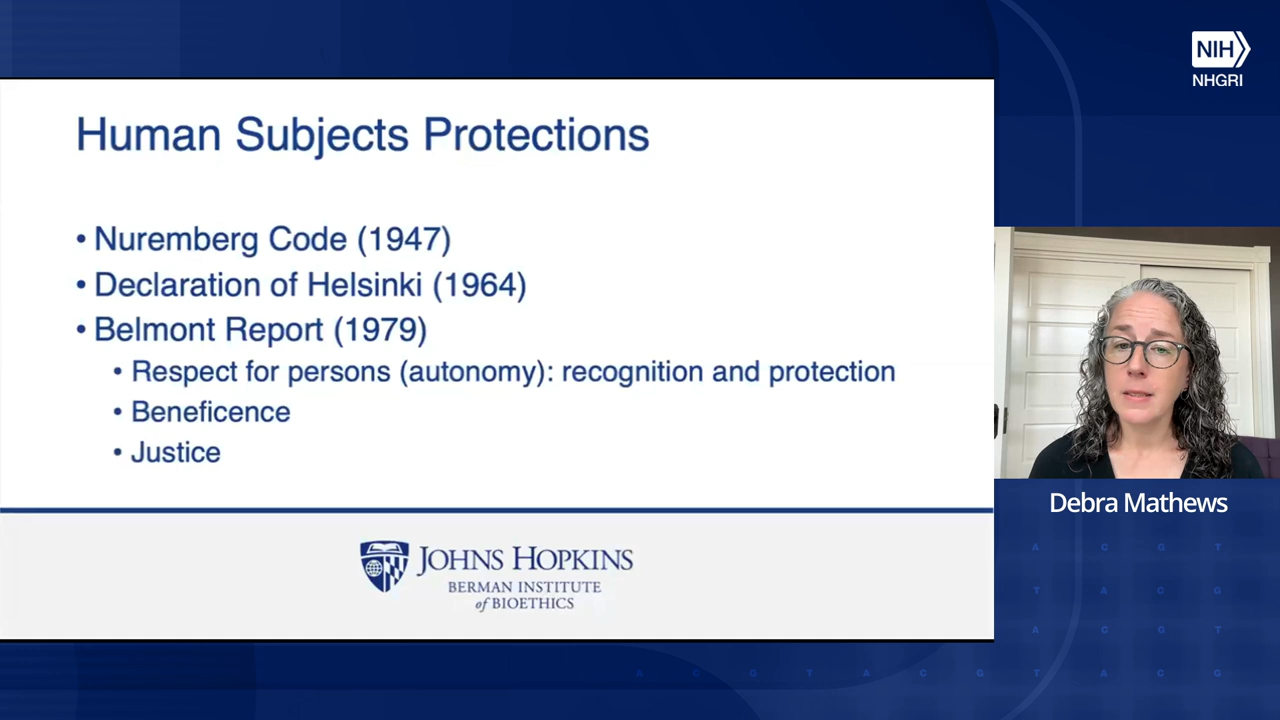 NIH
NHGRI
Human Subjects Protections
• Nuremberg Code (1947)
• Declaration of Helsinki (1964)
• Belmont Report (1979)
• Respect for persons (autonomy): recognition and protection
• Beneficence
• Justice
Debra Mathews
JOHNS HOPKINS
BERMAN INSTITUTE
of BIOETHICS
A C G T
T A C G
A C G T
A C G T A C G T A C G